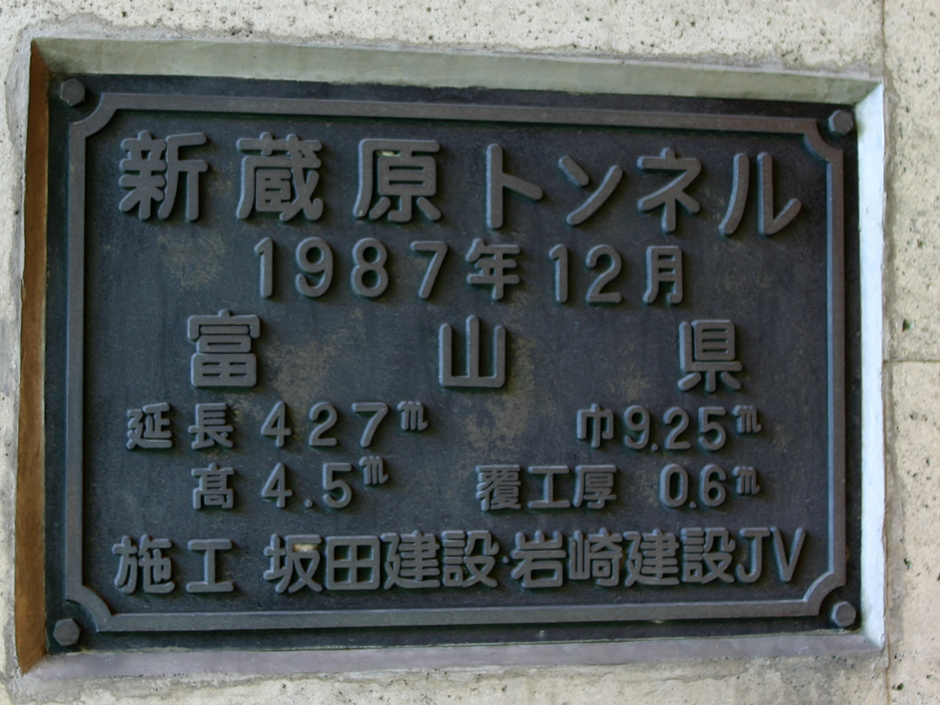 新蔵原トンネル
1987年12月
富山県
延長 427m 巾9.25m
髙 4.5m 覆工厚 0.6m
施工 坂田建設・岩崎建設JV